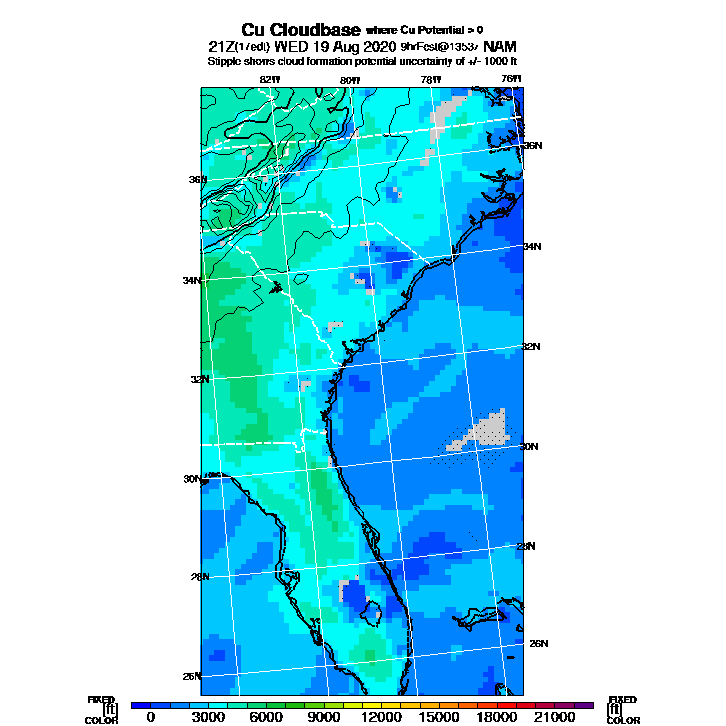 Cu Cloudbase where Cu Potential > 0
21Z(17edt) WED 19 Aug 2020 9hrFcst@1353z NAM
Stipple shows cloud formation potential uncertainty of +/- 1000 ft
82W 80W 78W 76W
36N
36N
34N
34N
32N
32N
30N
30N
28N
28N
26N
26N
FIXED [ft] COLOR
0 3000 6000 9000 12000 15000 18000 21000
FIXED [ft] COLOR